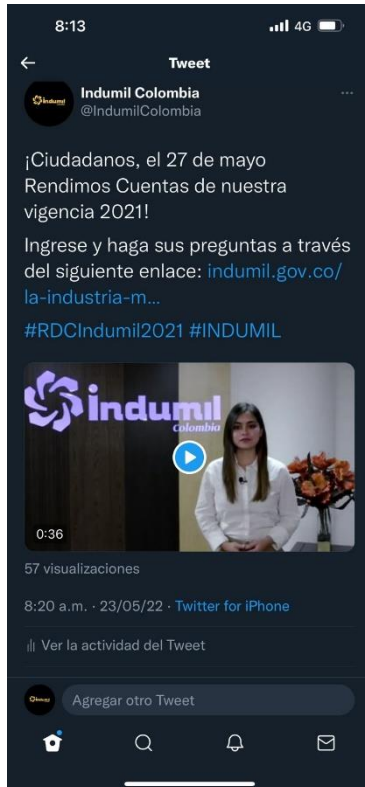 8:13
4G
Tweet
indumil
Indumil Colombia
@IndumilColombia
¡Ciudadanos, el 27 de mayo
Rendimos Cuentas de nuestra
vigencia 2021!
Ingrese y haga sus preguntas a través
del siguiente enlace: indumil.gov.co/
la-industria-m...
#RDCIndumil2021 #INDUMIL
indumil
Colombia
0:36
57 visualizaciones
8:20 a.m. · 23/05/22 · Twitter for iPhone
Ver la actividad del Tweet
Agregar otro Tweet